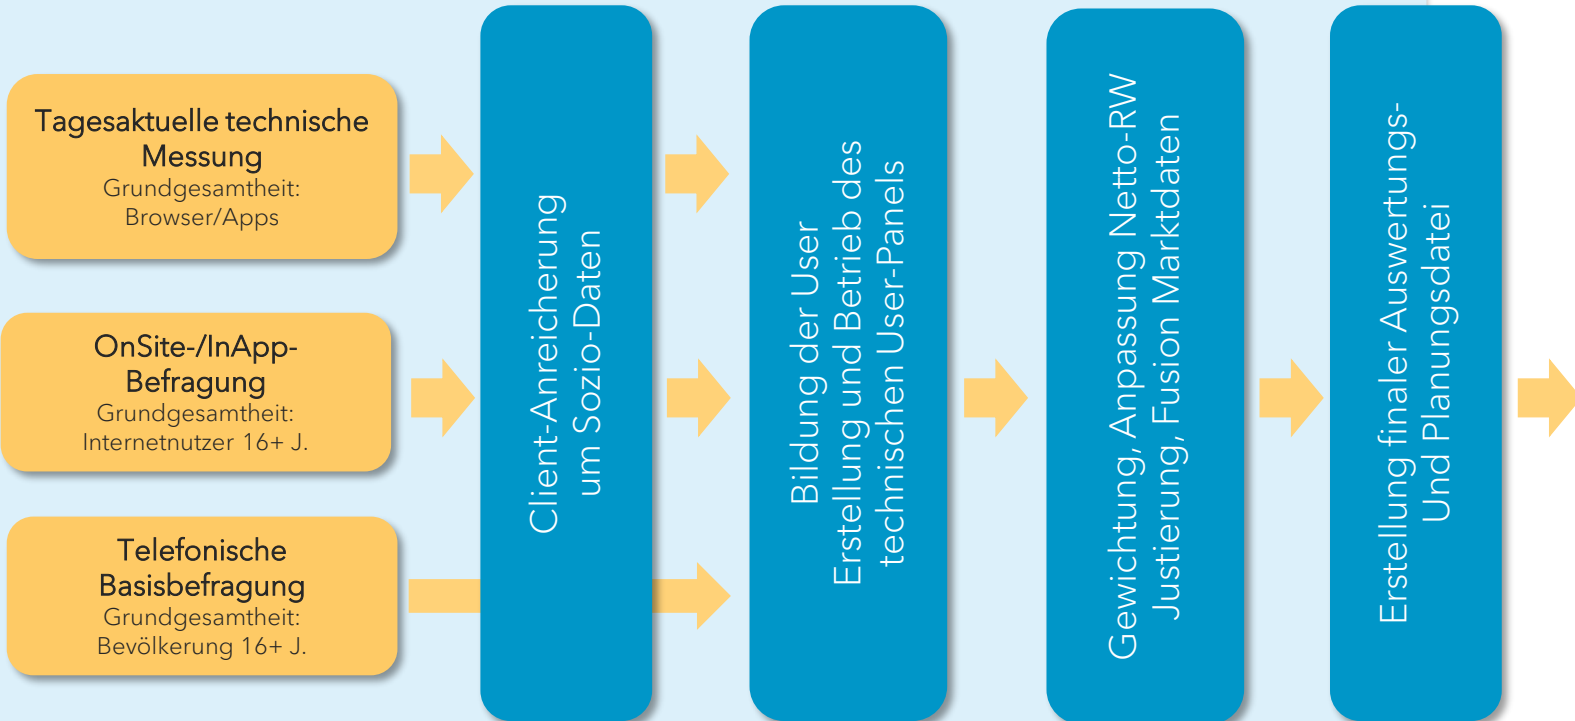 Tagesaktuelle technische
Messung
Grundgesamtheit:
Browser/Apps
OnSite-/InApp-
Befragung
Grundgesamtheit:
Internetnutzer 16+ J.
Telefonische
Basisbefragung
Grundgesamtheit:
Bevölkerung 16+ J.
Client-Anreicherung
um Sozio-Daten
Bildung der User
Erstellung und Betrieb des
technischen User-Panels
Gewichtung, Anpassung Netto-RW
Justierung, Fusion Marktdaten
Erstellung finaler Auswertungs-
Und Planungsdatei